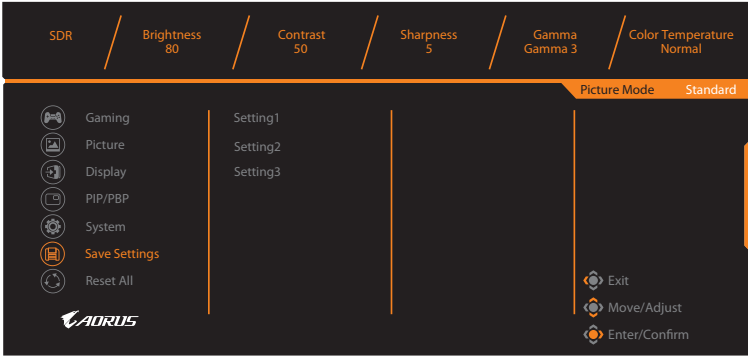 SDR
Brightness
80
Contrast
50
Sharpness
5
Gamma
Gamma 3
Color Temperature
Normal
Picture Mode Standard
Gaming
Picture
Display
PIP/PBP
System
Save Settings
Reset All
Setting1
Setting2
Setting3
Exit
Move/Adjust
Enter/Confirm
AORUS